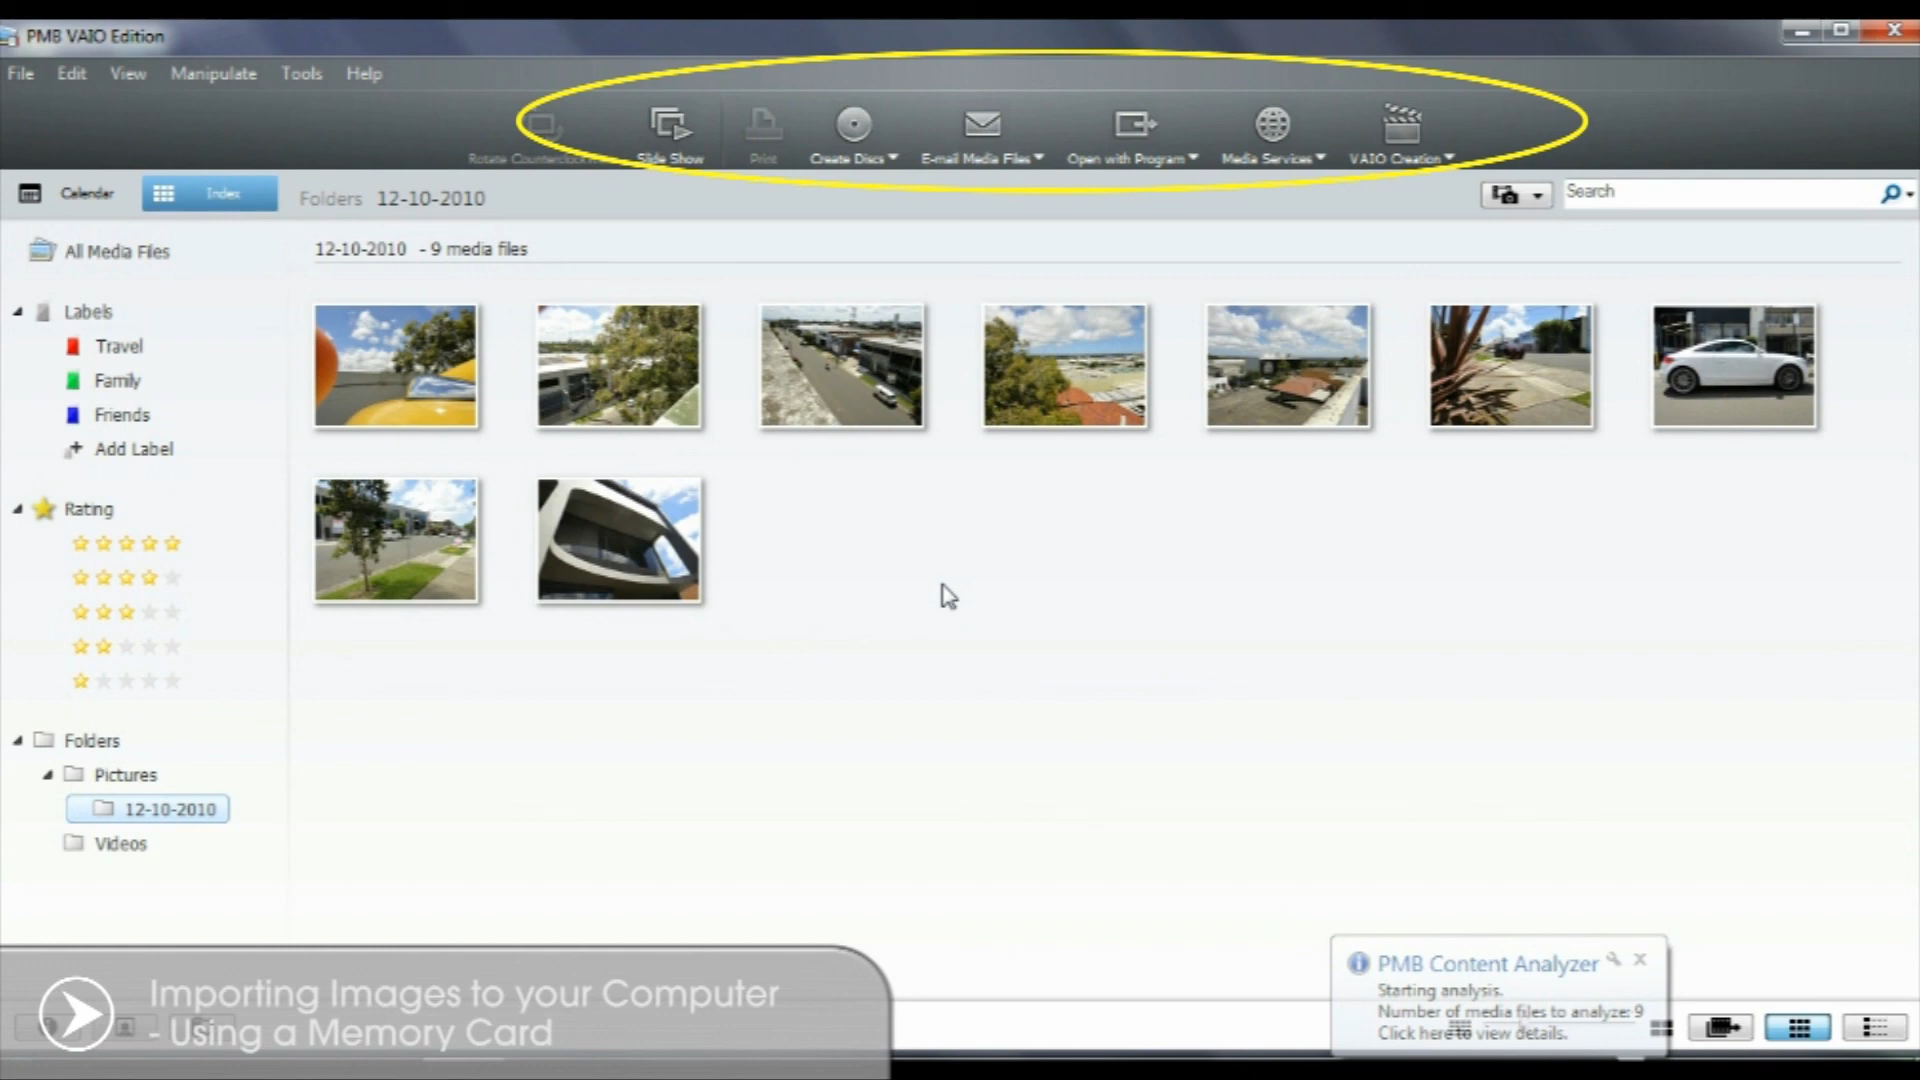 PMB VAIO Edition
File Edit View Manipulate Tools Help
Rotate Slide Show Print Create Discs E-mail Media Files Open with Program Media Services VAIO Creation
Calendar Index Folders 12-10-2010 Search
All Media Files
12-10-2010 - 9 media files
Labels
Travel
Family
Friends
Add Label
Rating
Folders
Pictures
12-10-2010
Videos
Importing Images to your Computer
- Using a Memory Card
PMB Content Analyzer
Starting analysis.
Number of media files to analyze: 9
Click here to view details.